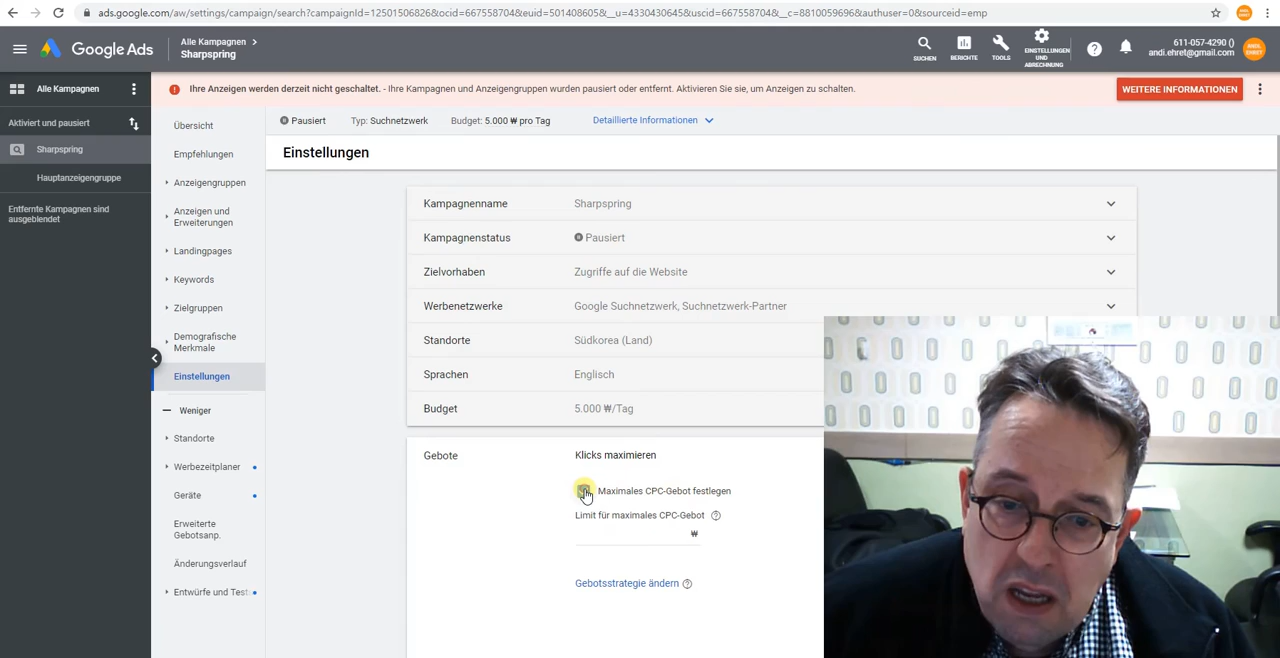 ads.google.com/aw/settings/campaign/search?campaignId=12501506826&ocid=667558704&euid=501408605&__u=4330430645&uscid=667558704&__c=8810059696&authuser=0&sourceid=emp
Google Ads
Alle Kampagnen
Sharpspring
SUCHEN
BERICHTE
TOOLS
EINSTELLUNGEN
UND
ABRECHNUNG
611-057-4290 ()
andi.ehret@gmail.com
Alle Kampagnen
Ihre Anzeigen werden derzeit nicht geschaltet. - Ihre Kampagnen und Anzeigengruppen wurden pausiert oder entfernt. Aktivieren Sie sie, um Anzeigen zu schalten.
WEITERE INFORMATIONEN
Aktiviert und pausiert
Sharpspring
Hauptanzeigengruppe
Entfernte Kampagnen sind
ausgeblendet
Übersicht
Empfehlungen
Anzeigengruppen
Anzeigen und
Erweiterungen
Landingpages
Keywords
Zielgruppen
Demografische
Merkmale
Einstellungen
Weniger
Standorte
Werbezeitplaner
Geräte
Erweiterte
Gebotsanp.
Änderungsverlauf
Entwürfe und Test
Pausiert
Typ: Suchnetzwerk
Budget: 5.000 ₩ pro Tag
Detaillierte Informationen
Einstellungen
Kampagnenname Sharpspring
Kampagnenstatus Pausiert
Zielvorhaben Zugriffe auf die Website
Werbenetzwerke Google Suchnetzwerk, Suchnetzwerk-Partner
Standorte Südkorea (Land)
Sprachen Englisch
Budget 5.000 ₩/Tag
Gebote Klicks maximieren
Maximales CPC-Gebot festlegen
Limit für maximales CPC-Gebot
₩
Gebotsstrategie ändern